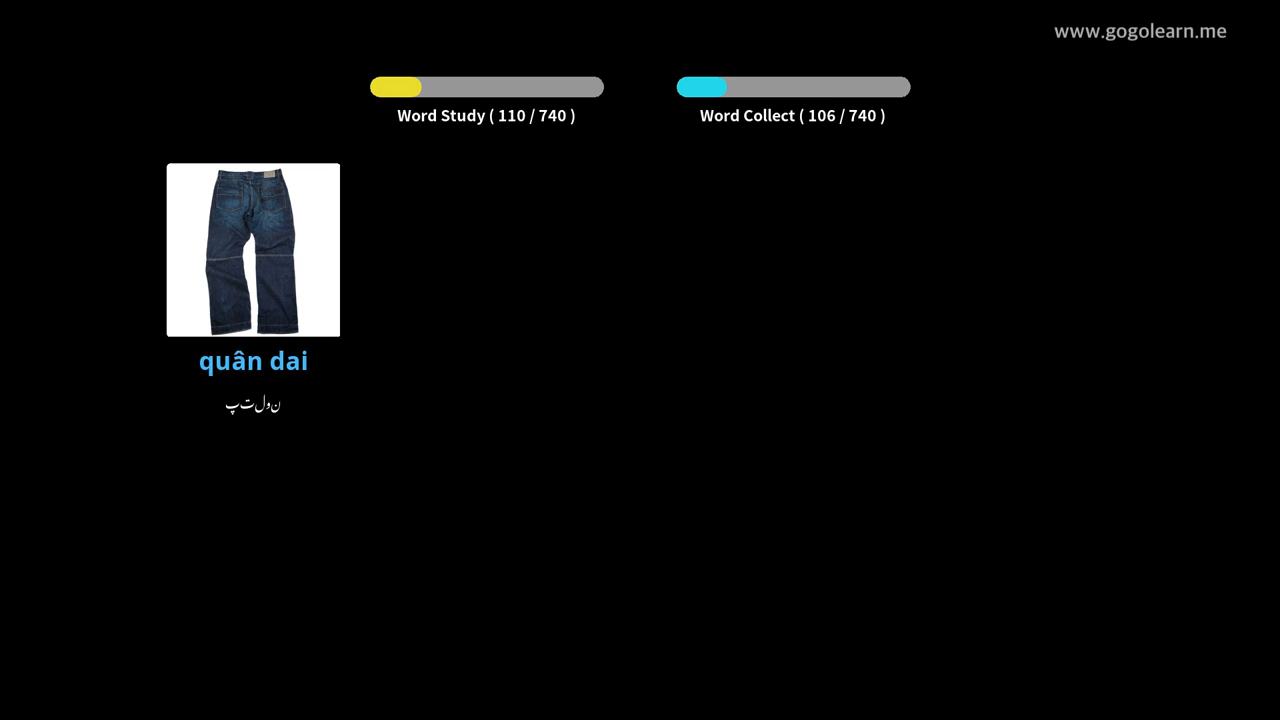 www.gogolearn.me
Word Study ( 110 / 740 )
Word Collect ( 106 / 740 )
quân dai
پتلون